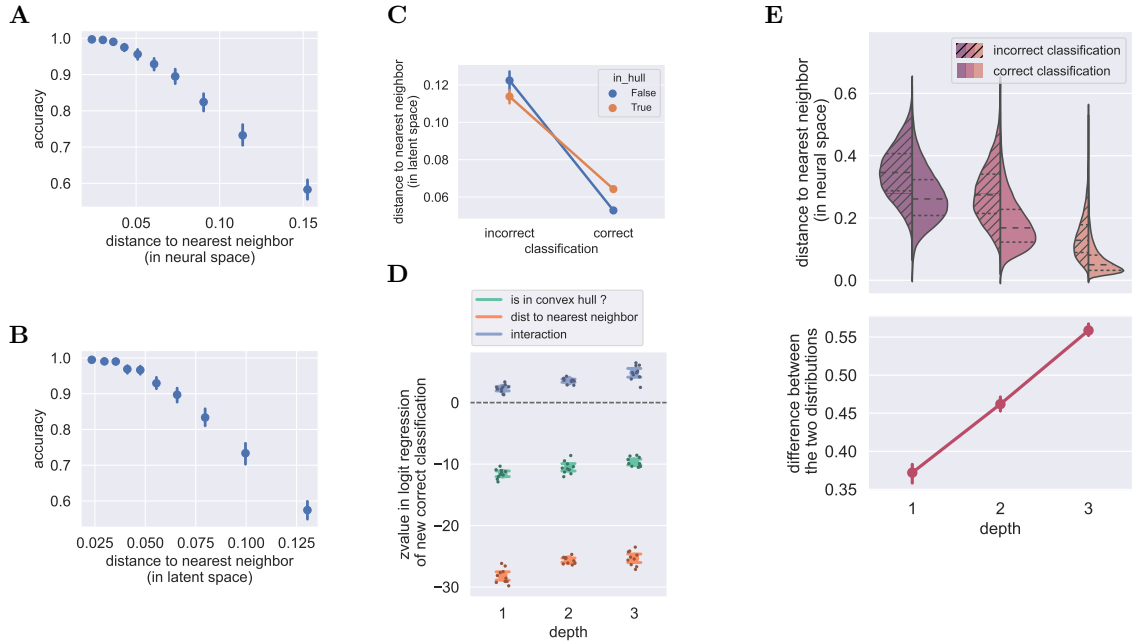 A
1.0
0.9
0.8
0.7
0.6
accuracy
0.05
0.10
0.15
distance to nearest neighbor
(in neural space)
B
1.0
0.9
0.8
0.7
0.6
accuracy
0.025
0.050
0.075
0.100
0.125
distance to nearest neighbor
(in latent space)
C
in_hull
False
True
0.12
0.10
0.08
0.06
distance to nearest neighbor
(in latent space)
incorrect
correct
classification
D
is in convex hull ?
dist to nearest neighbor
interaction
0
−10
−20
−30
zvalue in logit regression
of new correct classification
1
2
3
depth
E
incorrect classification
correct classification
0.6
0.4
0.2
0.0
distance to nearest neighbor
(in neural space)
0.55
0.50
0.45
0.40
0.35
difference between
the two distributions
1
2
3
depth